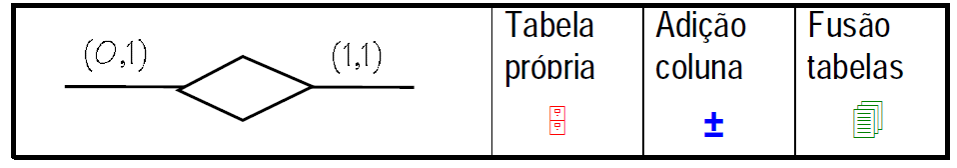 (0,1)
(1,1)
Tabela
própria
Adição
coluna
±
Fusão
tabelas